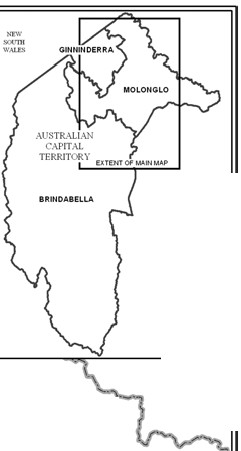 NEW
SOUTH
WALES
GINNINDERRA
MOLONGLO
AUSTRALIAN
CAPITAL
TERRITORY
EXTENT OF MAIN MAP
BRINDABELLA